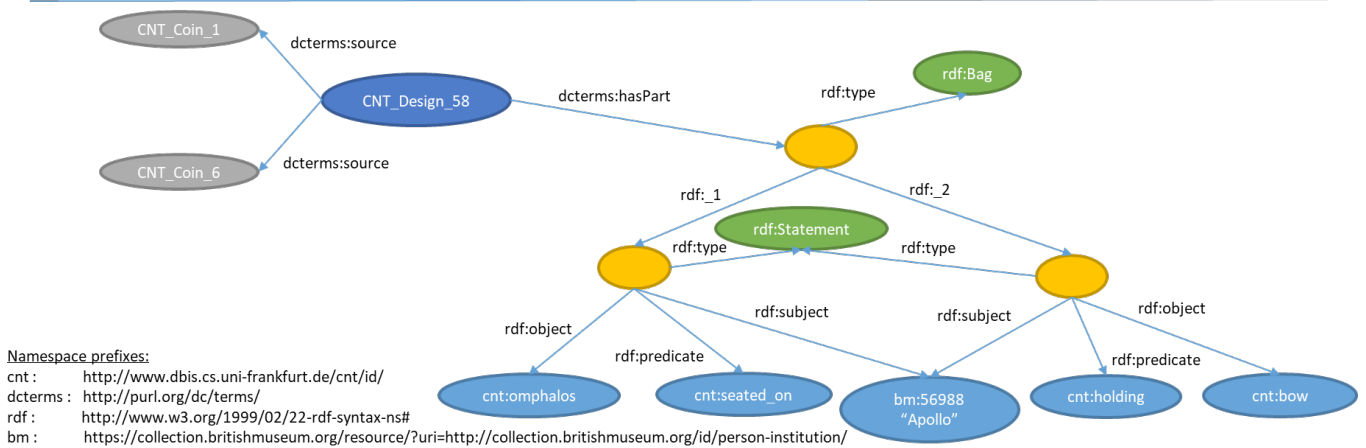 CNT_Coin_1
dcterms:source
rdf:Bag
rdf:type
CNT_Design_58
dcterms:hasPart
dcterms:source
CNT_Coin_6
rdf:_1
rdf:_2
rdf:Statement
rdf:type
rdf:type
rdf:subject
rdf:subject
rdf:object
rdf:object
rdf:predicate
rdf:predicate
cnt:omphalos
cnt:seated_on
bm:56988
“Apollo”
cnt:holding
cnt:bow
Namespace prefixes:
cnt : http://www.dbis.cs.uni-frankfurt.de/cnt/id/
dcterms : http://purl.org/dc/terms/
rdf : http://www.w3.org/1999/02/22-rdf-syntax-ns#
bm : https://collection.britishmuseum.org/resource/?uri=http://collection.britishmuseum.org/id/person-institution/